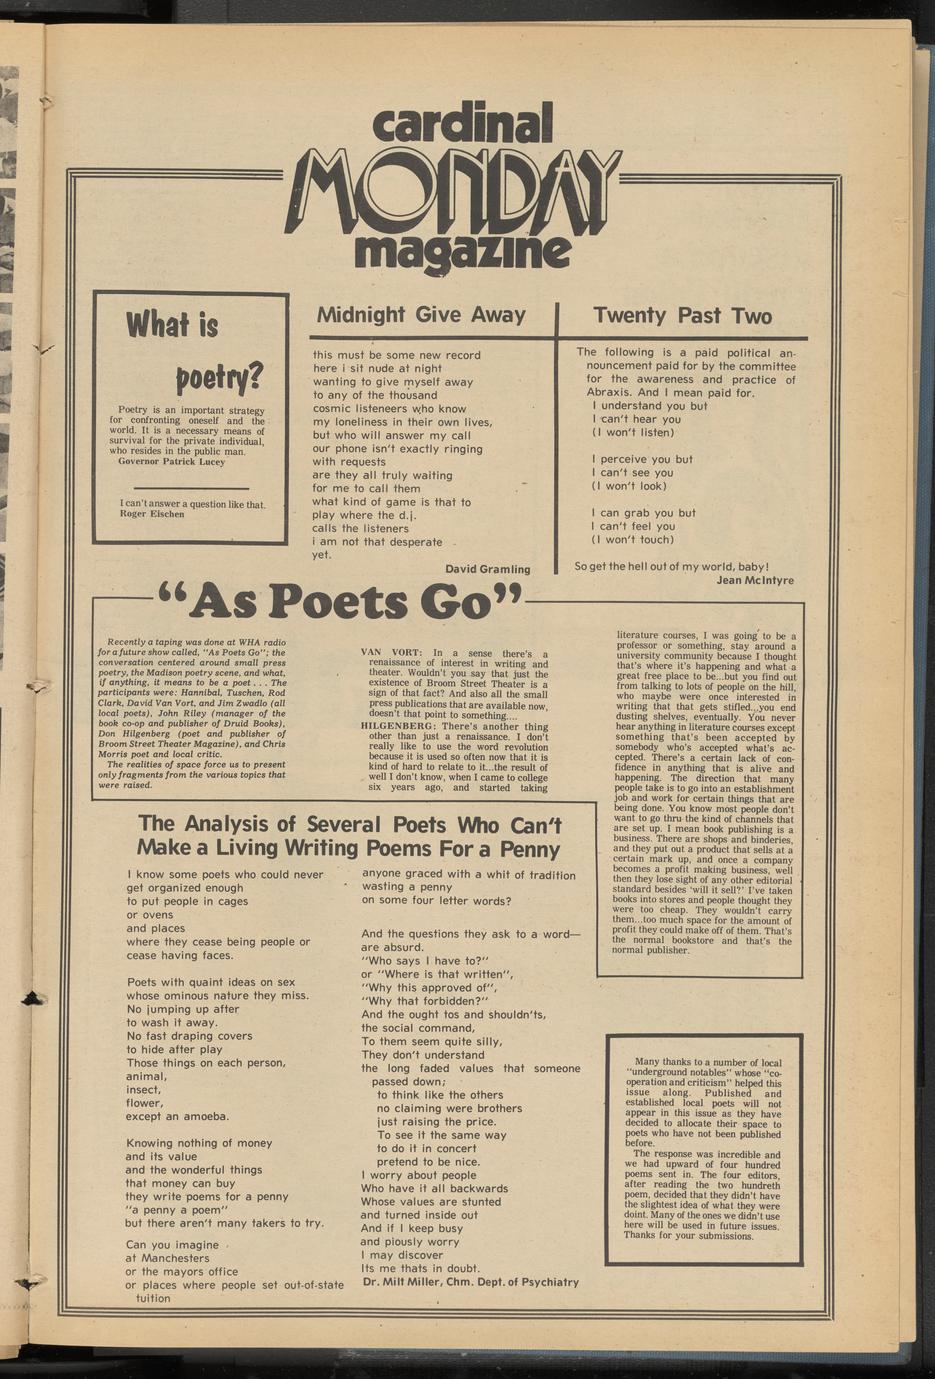 cardinal
MONDAY
magazine
What is
poetry?
Poetry is an important strategy
for confronting oneself and the
world. It is a necessary means of
survival for the private individual,
who resides in the public man.
Governor Patrick Lucey
I can't answer a question like that.
Roger Eischen
Midnight Give Away
this must be some new record
here i sit nude at night
wanting to give myself away
to any of the thousand
cosmic listeneers who know
my loneliness in their own lives,
but who will answer my call
our phone isn't exactly ringing
with requests
are they all truly waiting
for me to call them
what kind of game is that to
play where the d.j.
calls the listeners
i am not that desperate
yet.
David Gramling
Twenty Past Two
The following is a paid political an-
nouncement paid for by the committee
for the awareness and practice of
Abraxis. And I mean paid for.
I understand you but
I can't hear you
(I won't listen)
I perceive you but
I can't see you
(I won't look)
I can grab you but
I can't feel you
(I won't touch)
So get the hell out of my world, baby!
Jean McIntyre
“As Poets Go”
Recently a taping was done at WHA radio
for a future show called, "As Poets Go"; the
conversation centered around small press
poetry, the Madison poetry scene, and what,
if anything, it means to be a poet . . . The
participants were: Hannibal, Tuschen, Rod
Clark, David Van Vort, and Jim Zwadlo (all
local poets), John Riley (manager of the
book co-op and publisher of Druid Books),
Don Hilgenberg (poet and publisher of
Broom Street Theater Magazine), and Chris
Morris poet and local critic.
The realities of space force us to present
only fragments from the various topics that
were raised.
VAN VORT: In a sense there's a
renaissance of interest in writing and
theater. Wouldn't you say that just the
existence of Broom Street Theater is a
sign of that fact? And also all the small
press publications that are available now,
doesn't that point to something....
HILGENBERG: There's another thing
other than just a renaissance. I don't
really like to use the word revolution
because it is used so often now that it is
kind of hard to relate to it...the result of
well I don't know, when I came to college
six years ago, and started taking
literature courses, I was going to be a
professor or something, stay around a
university community because I thought
that's where it's happening and what a
great free place to be...but you find out
from talking to lots of people on the hill,
who maybe were once interested in
writing that that gets stifled...you end
dusting shelves, eventually. You never
hear anything in literature courses except
something that's been accepted by
somebody who's accepted what's ac-
cepted. There's a certain lack of con-
fidence in anything that is alive and
happening. The direction that many
people take is to go into an establishment
job and work for certain things that are
being done. You know most people don't
want to go thru the kind of channels that
are set up. I mean book publishing is a
business. There are shops and binderies,
and they put out a product that sells at a
certain mark up, and once a company
becomes a profit making business, well
then they lose sight of any other editorial
standard besides 'will it sell?' I've taken
books into stores and people thought they
were too cheap. They wouldn't carry
them...too much space for the amount of
profit they could make off of them. That's
the normal bookstore and that's the
normal publisher.
The Analysis of Several Poets Who Can't
Make a Living Writing Poems For a Penny
I know some poets who could never
get organized enough
to put people in cages
or ovens
and places
where they cease being people or
cease having faces.
Poets with quaint ideas on sex
whose ominous nature they miss.
No jumping up after
to wash it away.
No fast draping covers
to hide after play
Those things on each person,
animal,
insect,
flower,
except an amoeba.
Knowing nothing of money
and its value
and the wonderful things
that money can buy
they write poems for a penny
"a penny a poem"
but there aren't many takers to try.
Can you imagine
at Manchesters
or the mayors office
or places where people set out-of-state
tuition
anyone graced with a whit of tradition
wasting a penny
on some four letter words?
And the questions they ask to a word—
are absurd.
"Who says I have to?"
or "Where is that written",
"Why this approved of",
"Why that forbidden?"
And the ought tos and shouldn'ts,
the social command,
To them seem quite silly,
They don't understand
the long faded values that someone
passed down;
to think like the others
no claiming were brothers
just raising the price.
To see it the same way
to do it in concert
pretend to be nice.
I worry about people
Who have it all backwards
Whose values are stunted
and turned inside out
And if I keep busy
and piously worry
I may discover
Its me thats in doubt.
Dr. Milt Miller, Chm. Dept. of Psychiatry
Many thanks to a number of local
"underground notables" whose "co-
operation and criticism" helped this
issue along. Published and
established local poets will not
appear in this issue as they have
decided to allocate their space to
poets who have not been published
before.
The response was incredible and
we had upward of four hundred
poems sent in. The four editors,
after reading the two hundreth
poem, decided that they didn't have
the slightest idea of what they were
doint. Many of the ones we didn't use
here will be used in future issues.
Thanks for your submissions.